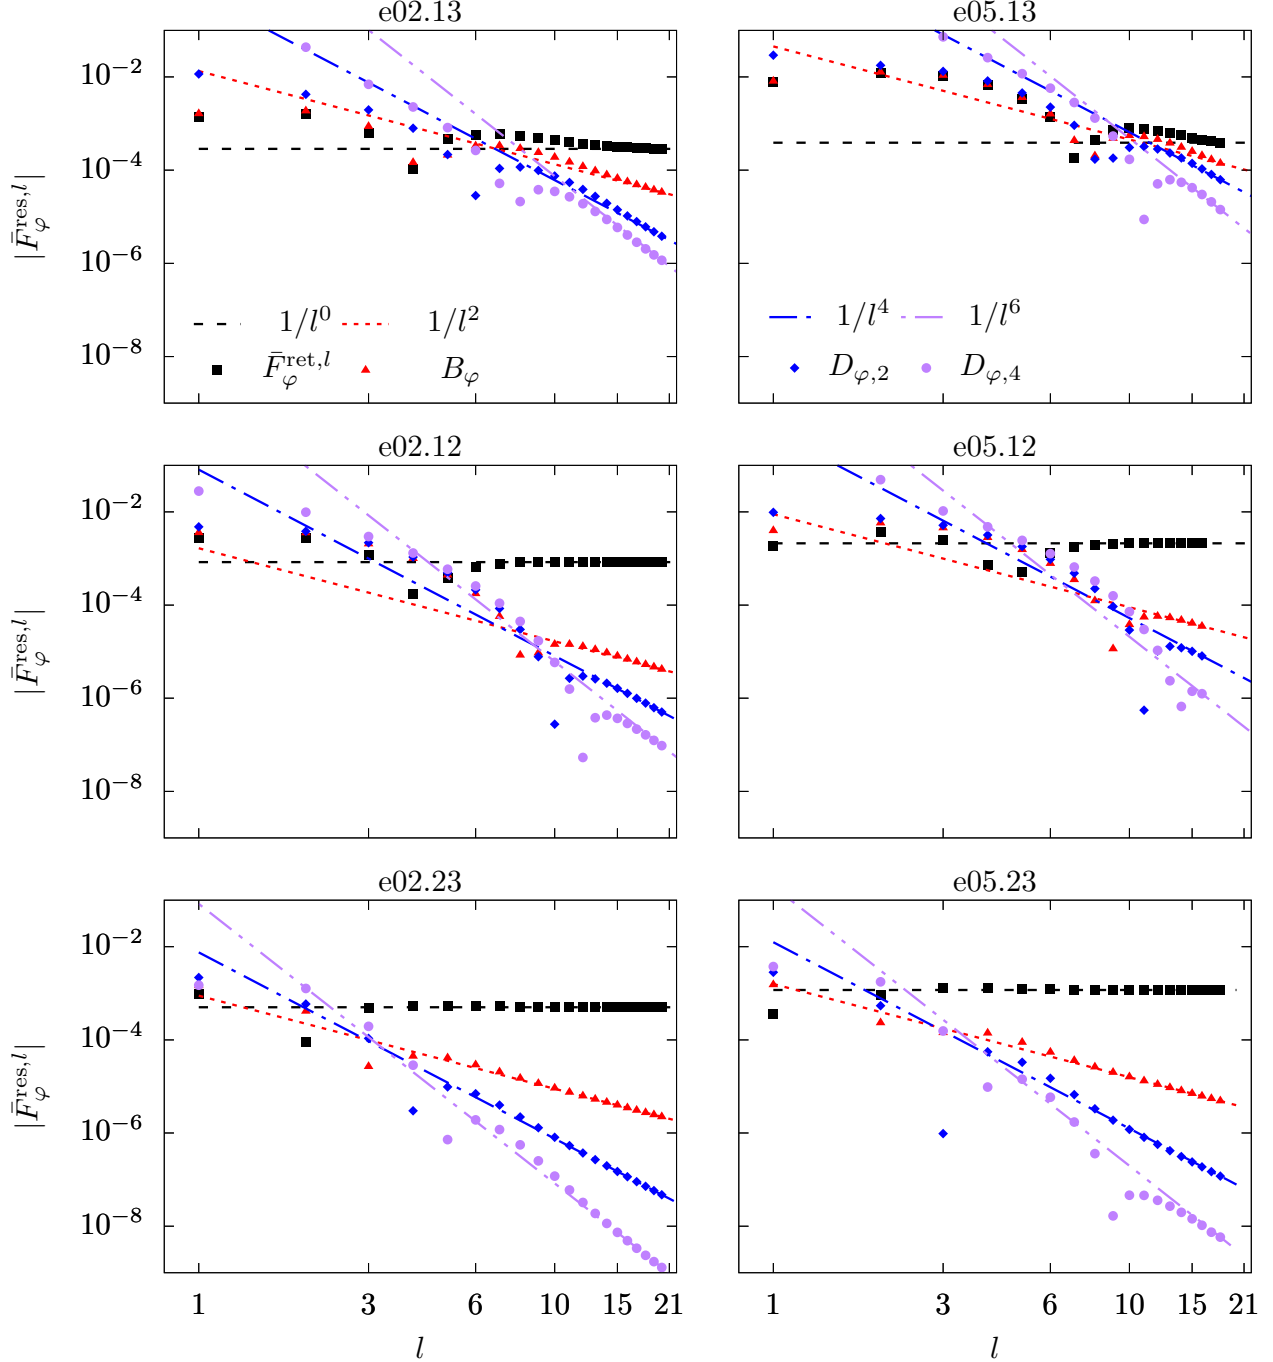 e02.13 e05.13
|F̄_φ^{res,l}| 10^{−2} 10^{−4} 10^{−6} 10^{−8}
1/l^0 1/l^2 1/l^4 1/l^6
F̄_φ^{ret,l} B_φ D_{φ,2} D_{φ,4}
e02.12 e05.12
|F̄_φ^{res,l}| 10^{−2} 10^{−4} 10^{−6} 10^{−8}
e02.23 e05.23
|F̄_φ^{res,l}| 10^{−2} 10^{−4} 10^{−6} 10^{−8}
1 3 6 10 15 21 1 3 6 10 15 21
l l